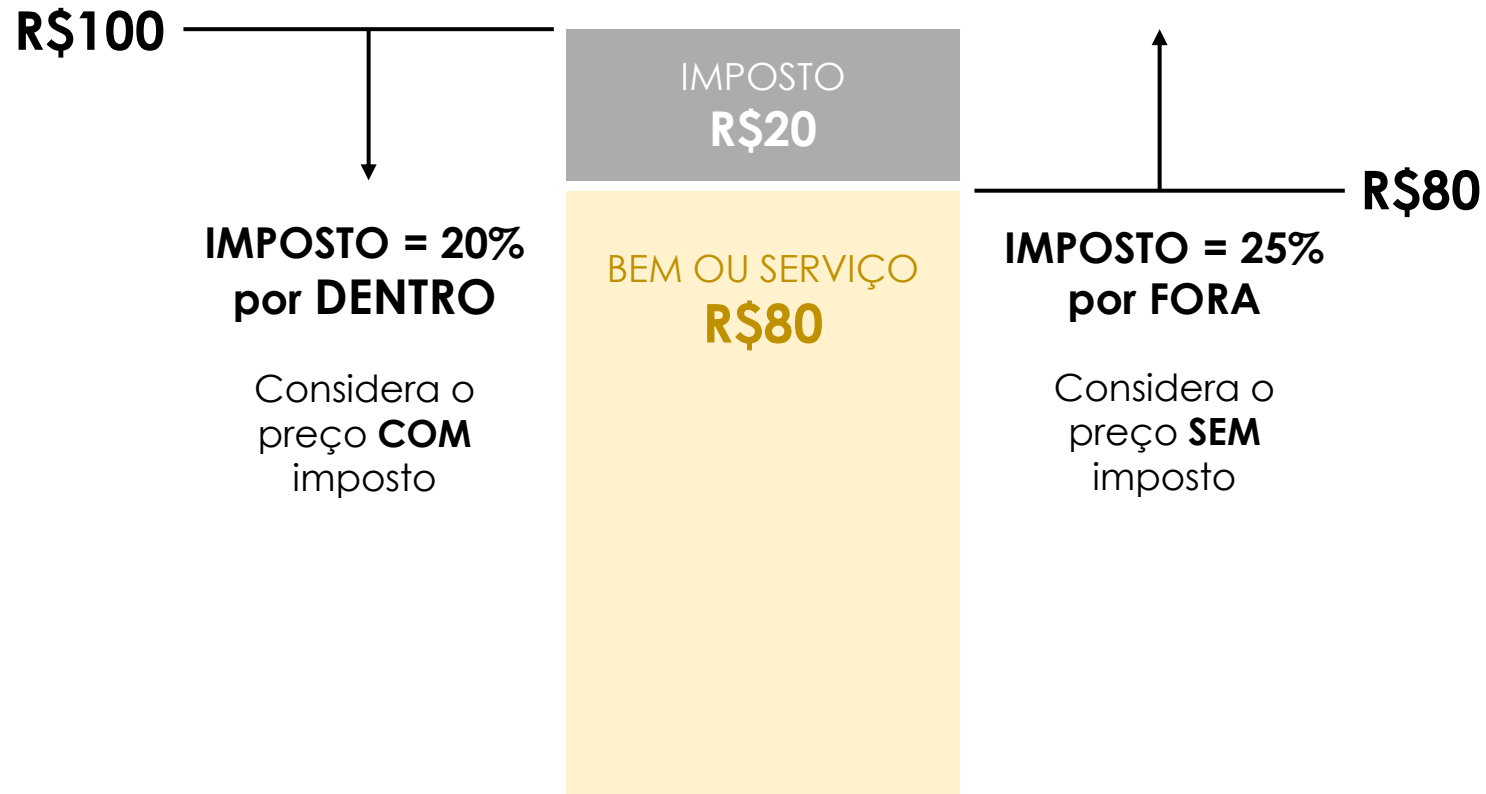 R$100
IMPOSTO = 20%
por DENTRO
Considera o
preço COM
imposto
IMPOSTO
R$20
BEM OU SERVIÇO
R$80
R$80
IMPOSTO = 25%
por FORA
Considera o
preço SEM
imposto